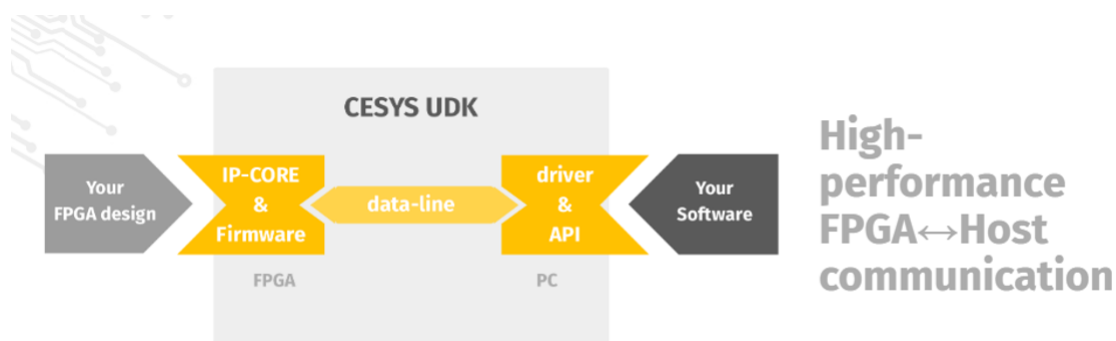 CESYS UDK
Your
FPGA design
IP-CORE
&
Firmware
data-line
driver
&
API
Your
Software
FPGA
PC
High-
performance
FPGA↔Host
communication